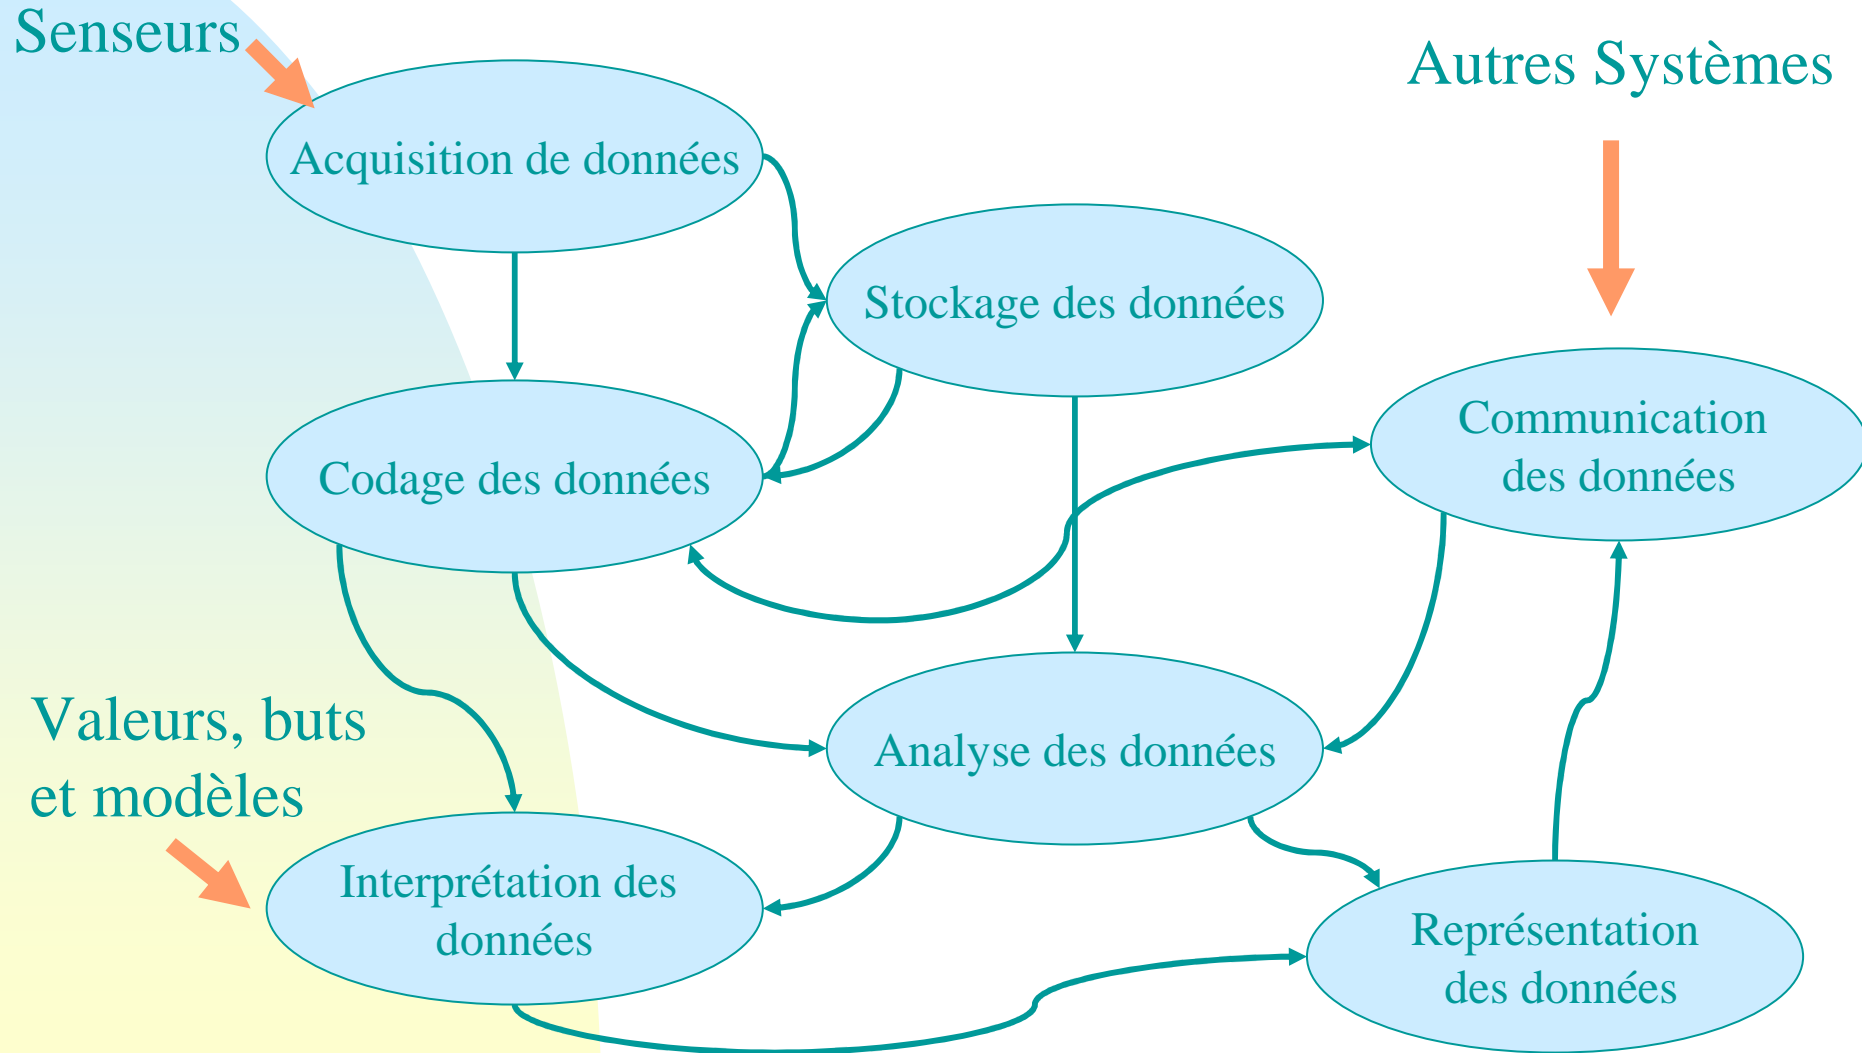 Senseurs
Autres Systèmes
Acquisition de données
Stockage des données
Communication
des données
Codage des données
Valeurs, buts
et modèles
Analyse des données
Interprétation des
données
Représentation
des données